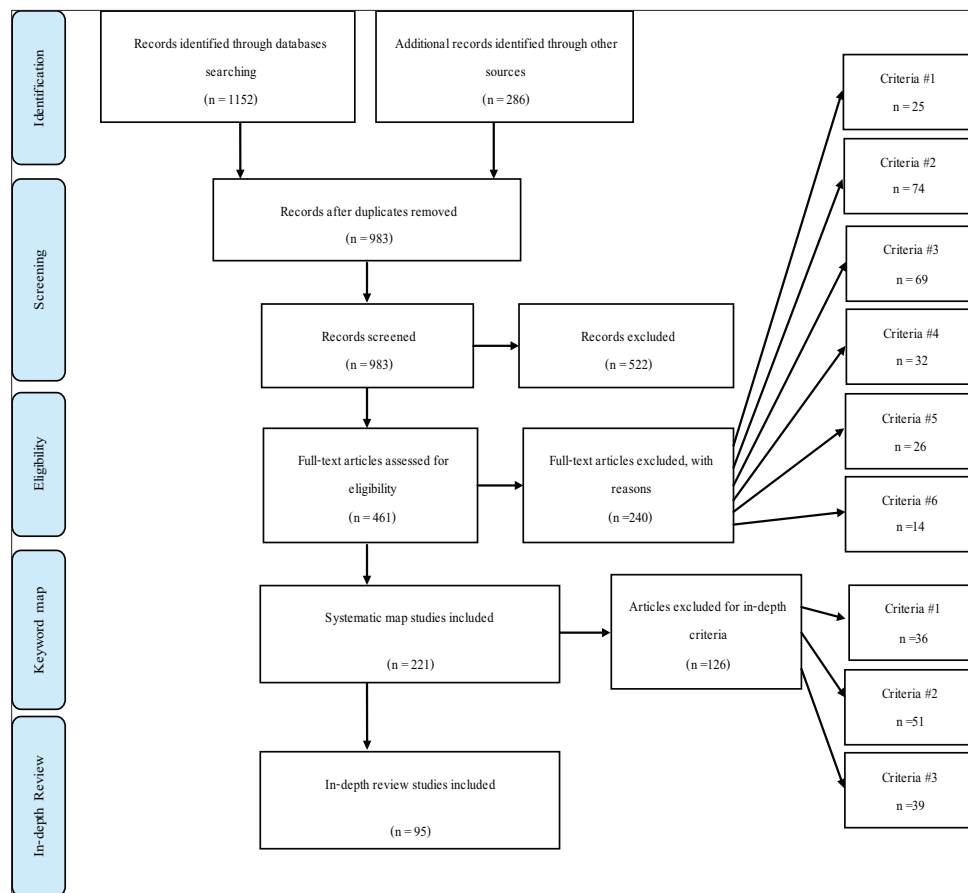 Identification
Records identified through databases
searching
(n = 1152)
Additional records identified through other
sources
(n = 286)
Criteria #1
n = 25
Criteria #2
n = 74
Screening
Records after duplicates removed
(n = 983)
Criteria #3
n = 69
Records screened
(n = 983)
Records excluded
(n = 522)
Criteria #4
n = 32
Eligibility
Full-text articles assessed for
eligibility
(n = 461)
Full-text articles excluded, with
reasons
(n =240)
Criteria #5
n = 26
Criteria #6
n =14
Keyword map
Systematic map studies included
(n = 221)
Articles excluded for in-depth
criteria
(n =126)
Criteria #1
n =36
Criteria #2
n =51
In-depth Review
In-depth review studies included
(n = 95)
Criteria #3
n =39